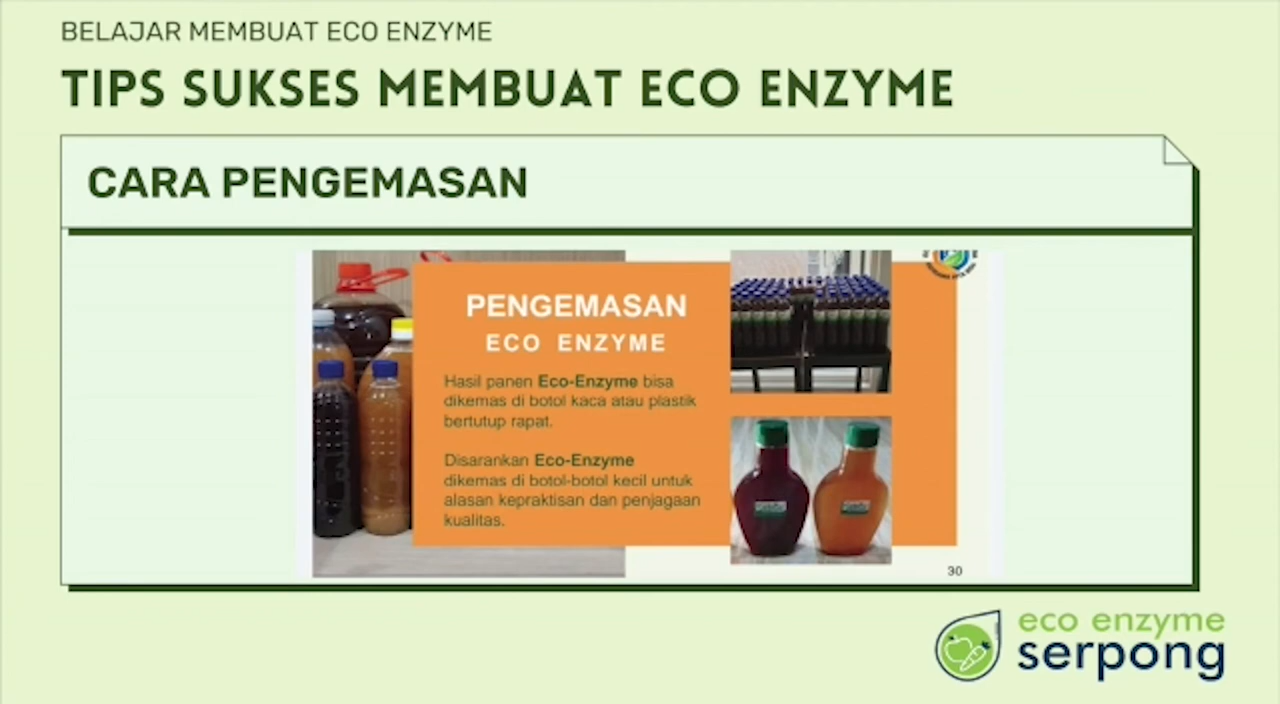 BELAJAR MEMBUAT ECO ENZYME
TIPS SUKSES MEMBUAT ECO ENZYME
CARA PENGEMASAN
PENGEMASAN
ECO ENZYME
Hasil panen Eco-Enzyme bisa
dikemas di botol kaca atau plastik
bertutup rapat.
Disarankan Eco-Enzyme
dikemas di botol-botol kecil untuk
alasan kepraktisan dan penjagaan
kualitas.
30
eco enzyme
serpong